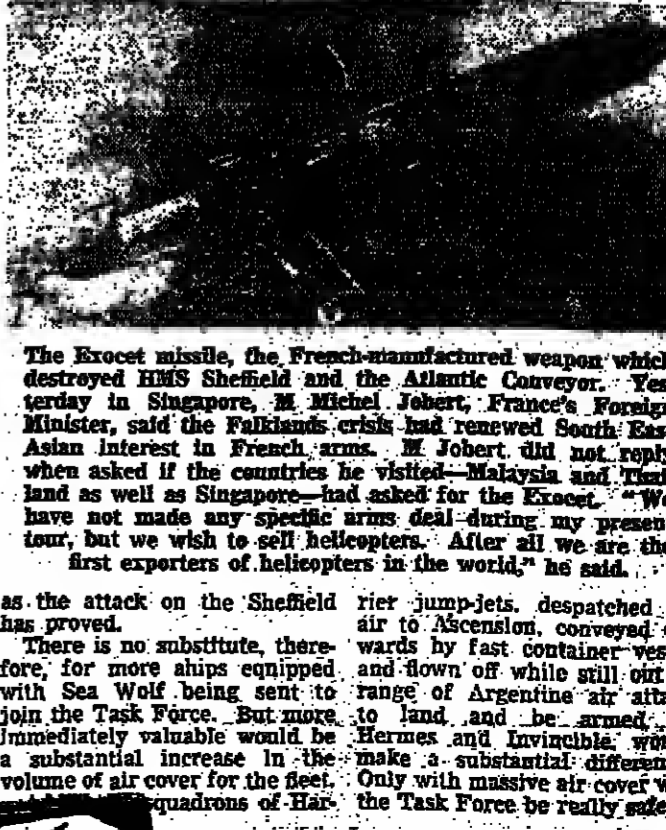 The Exocet missile, the French-manufactured weapon which
destroyed HMS Sheffield and the Atlantic Conveyor. Yes-
terday in Singapore, M Michel Jobert, France's Foreign
Minister, said the Falklands crisis had renewed South East
Asian interest in French arms. M Jobert did not reply
when asked if the countries he visited—Malaysia and Thai-
land as well as Singapore—had asked for the Exocet. "We
have not made any specific arms deal during my present
tour, but we wish to sell helicopters. After all we are the
first exporters of helicopters in the world," he said.
as the attack on the Sheffield
has proved.
There is no substitute, there-
fore, for more ships equipped
with Sea Wolf being sent to
join the Task Force. But more
immediately valuable would be
a substantial increase in the
volume of air cover for the fleet.
squadrons of Har-
rier jump-jets, despatched
air to Ascension, conveyed
wards by fast container ves
and flown off while still out
range of Argentine air atta
to land and be armed
Hermes and Invincible, wou
make a substantial differen
Only with massive air cover w
the Task Force be really safe